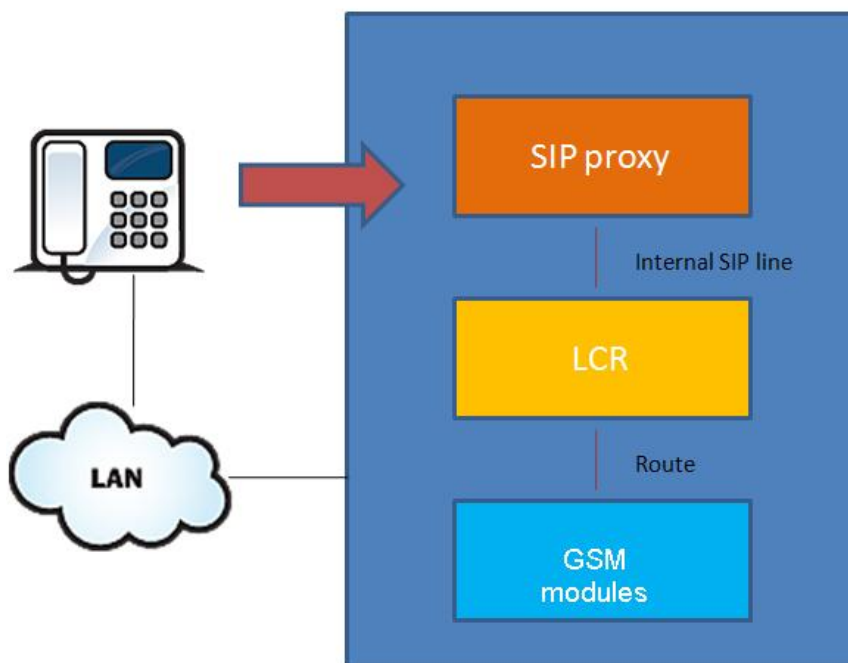 SIP proxy
Internal SIP line
LCR
Route
LAN
GSM
modules